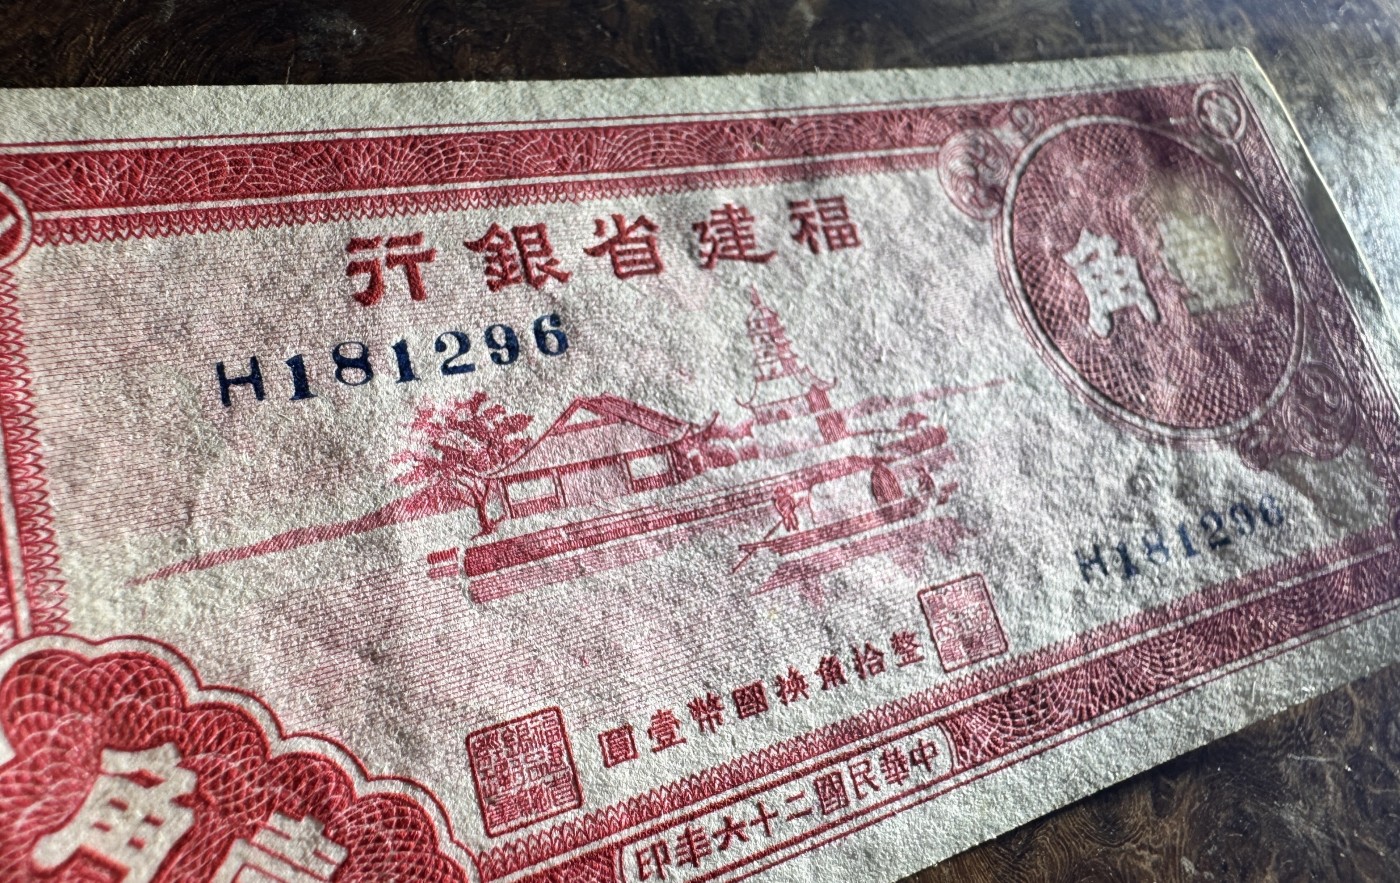 福建省銀行
壹角
H181296
H181296
整拾角換國幣壹圓
中華民國二十六年印
角